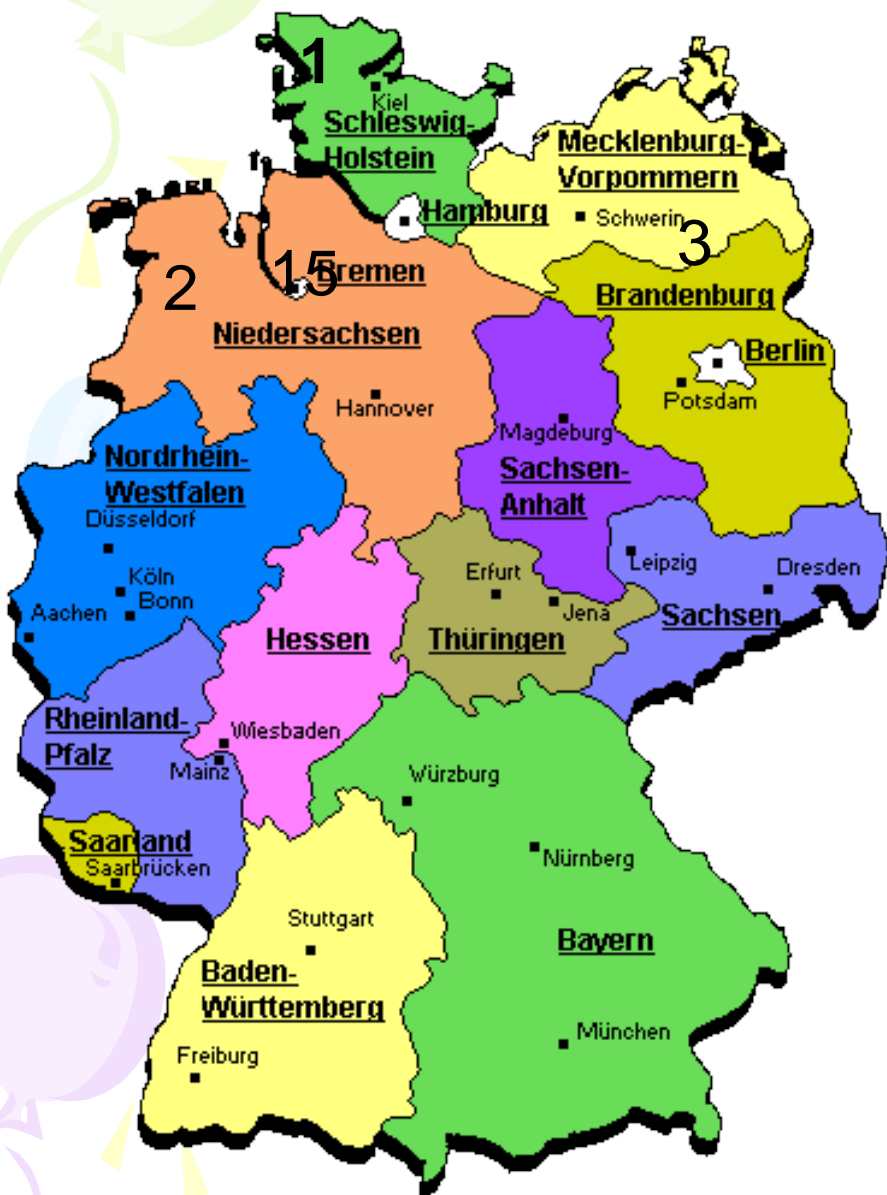 1
Kiel
Schleswig-
Holstein
Mecklenburg-
Vorpommern
Hamburg
Schwerin
3
2
15
Bremen
Niedersachsen
Brandenburg
Berlin
Potsdam
Hannover
Magdeburg
Sachsen-
Anhalt
Nordrhein-
Westfalen
Düsseldorf
Köln
Bonn
Aachen
Leipzig
Dresden
Sachsen
Erfurt
Jena
Thüringen
Hessen
Wiesbaden
Rheinland-
Pfalz
Mainz
Saarland
Saarbrücken
Würzburg
Nürnberg
Bayern
München
Stuttgart
Baden-
Württemberg
Freiburg